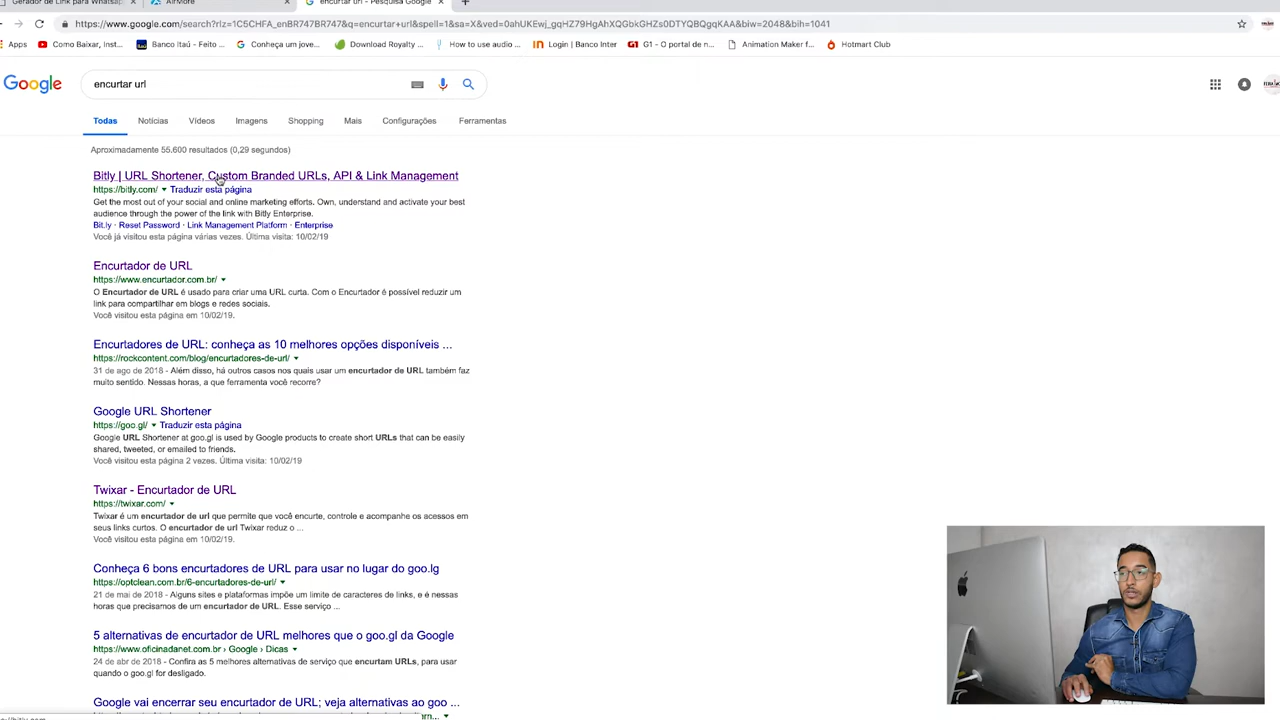 Gerador de Link para Whatsap
AirMore
encurtar url - Pesquisa Google
https://www.google.com/search?rlz=1C5CHFA_enBR747BR747&q=encurtar+url&spell=1&sa=X&ved=0ahUKEwj_gqHZ79HgAhXQGbkGHZs0DTYQBQgqKAA&biw=2048&bih=1041
Apps
Como Baixar, Inst...
Banco Itaú - Feito ...
Conheça um jove...
Download Royalty ...
How to use audio ...
Login | Banco Inter
G1 - O portal de n...
Animation Maker f...
Hotmart Club
Google
encurtar url
Todas
Notícias
Vídeos
Imagens
Shopping
Mais
Configurações
Ferramentas
Aproximadamente 55.600 resultados (0,29 segundos)
Bitly | URL Shortener, Custom Branded URLs, API & Link Management
https://bitly.com/ Traduzir esta página
Get the most out of your social and online marketing efforts. Own, understand and activate your best
audience through the power of the link with Bitly Enterprise.
Bit.ly · Reset Password · Link Management Platform · Enterprise
Você já visitou esta página várias vezes. Última visita: 10/02/19
Encurtador de URL
https://www.encurtador.com.br/
O Encurtador de URL é usado para criar uma URL curta. Com o Encurtador é possível reduzir um
link para compartilhar em blogs e redes sociais.
Você visitou esta página em 10/02/19.
Encurtadores de URL: conheça as 10 melhores opções disponíveis ...
https://rockcontent.com/blog/encurtadores-de-url/
31 de ago de 2018 - Além disso, há outros casos nos quais usar um encurtador de URL também faz
muito sentido. Nessas horas, a que ferramenta você recorre?
Google URL Shortener
https://goo.gl/ Traduzir esta página
Google URL Shortener at goo.gl is used by Google products to create short URLs that can be easily
shared, tweeted, or emailed to friends.
Você visitou esta página 2 vezes. Última visita: 10/02/19
Twixar - Encurtador de URL
https://twixar.com/
Twixar é um encurtador de url que permite que você encurte, controle e acompanhe os acessos em
seus links curtos. O encurtador de url Twixar reduz o ...
Você visitou esta página em 10/02/19.
Conheça 6 bons encurtadores de URL para usar no lugar do goo.lg
https://optclean.com.br/6-encurtadores-de-url/
21 de mai de 2018 - Alguns sites e plataformas impõe um limite de caracteres de links, e é nessas
horas que precisamos de um encurtador de URL. Esse serviço ...
5 alternativas de encurtador de URL melhores que o goo.gl da Google
https://www.oficinadanet.com.br › Google › Dicas
24 de abr de 2018 - Confira as 5 melhores alternativas de serviço que encurtam URLs, para usar
quando o goo.gl for desligado.
Google vai encerrar seu encurtador de URL; veja alternativas ao goo ...